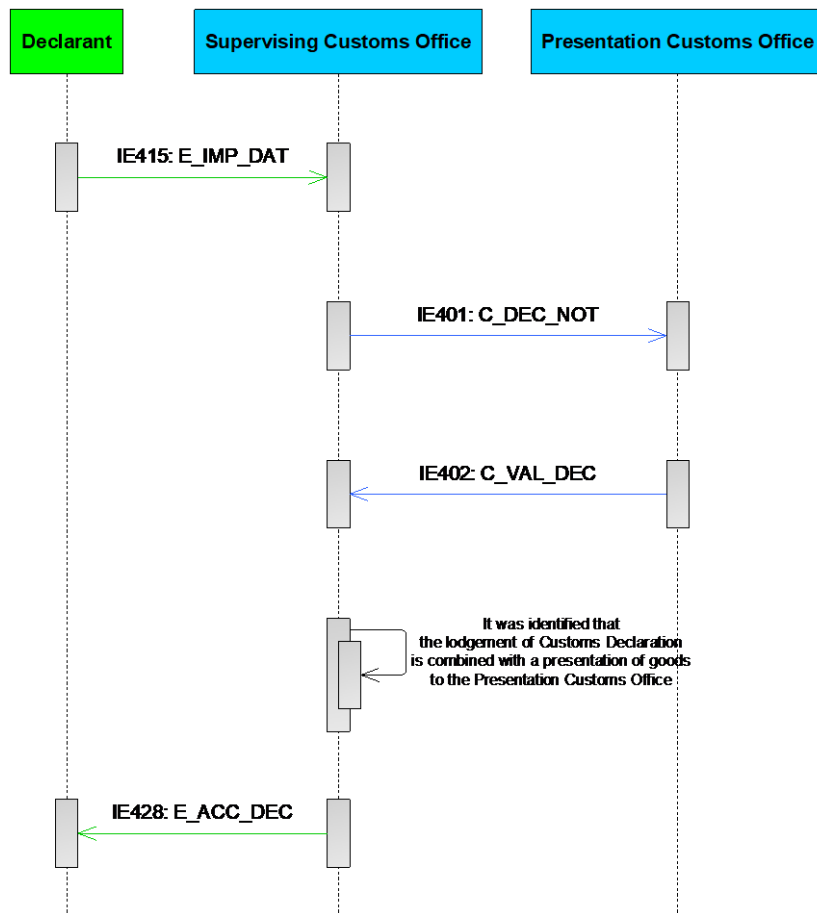 Declarant
Supervising Customs Office
Presentation Customs Office
IE415: E_IMP_DAT
IE401: C_DEC_NOT
IE402: C_VAL_DEC
It was identified that
the lodgement of Customs Declaration
is combined with a presentation of goods
to the Presentation Customs Office
IE428: E_ACC_DEC